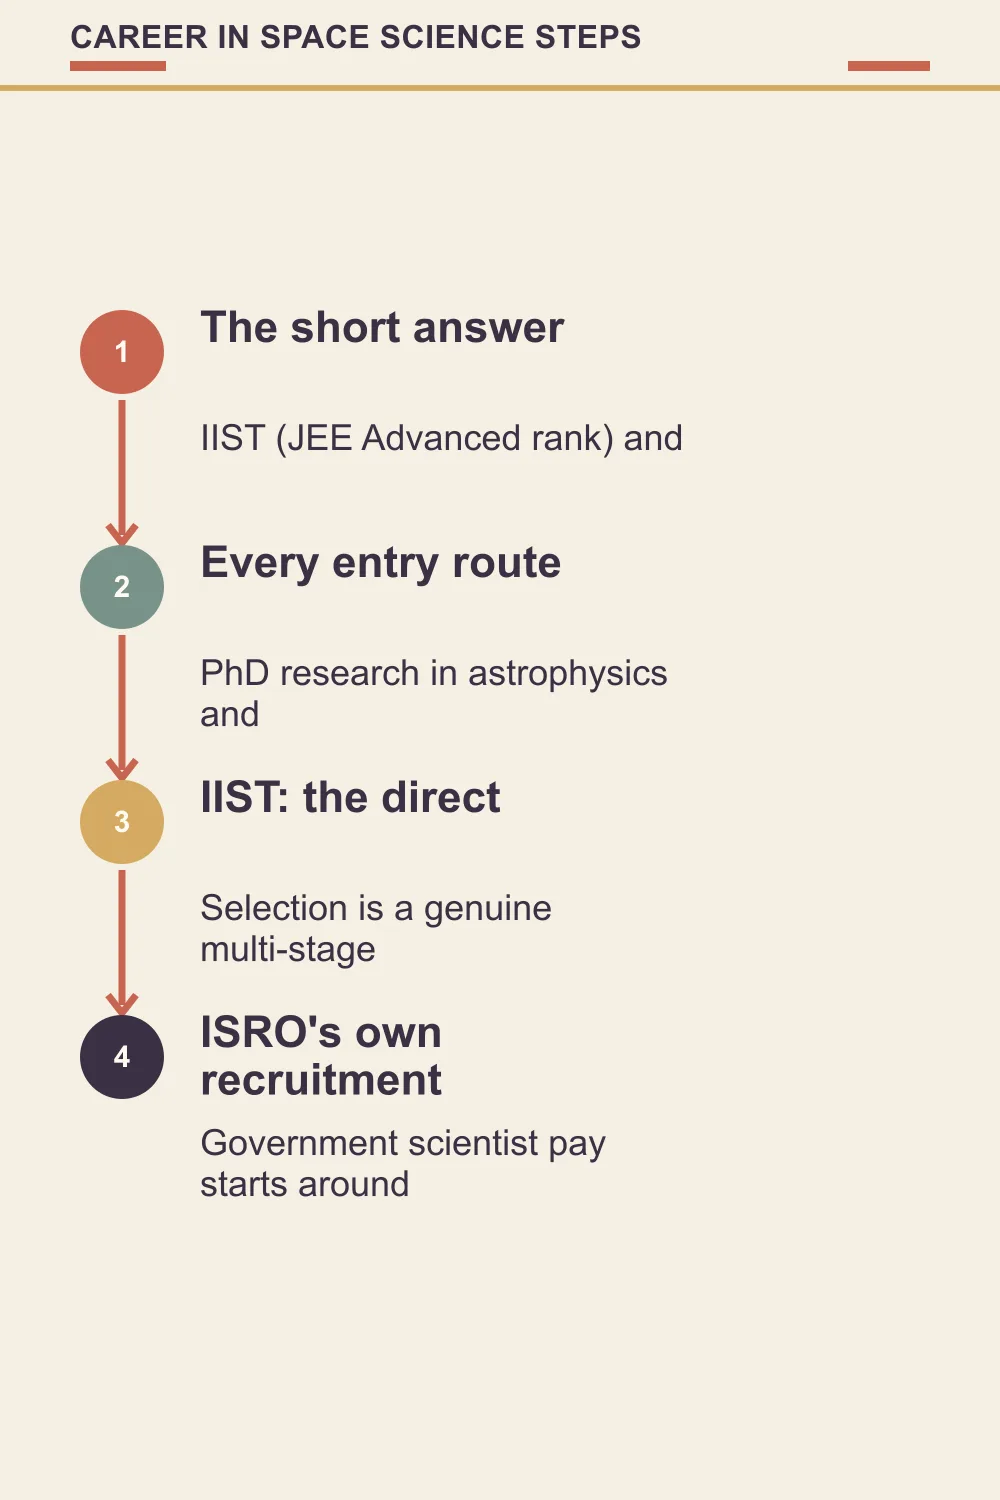 CAREER IN SPACE SCIENCE STEPS
1
The short answer
IIST (JEE Advanced rank) and
2
Every entry route
PhD research in astrophysics
and
3
IIST: the direct
Selection is a genuine
multi-stage
4
ISRO's own
recruitment
Government scientist pay
starts around